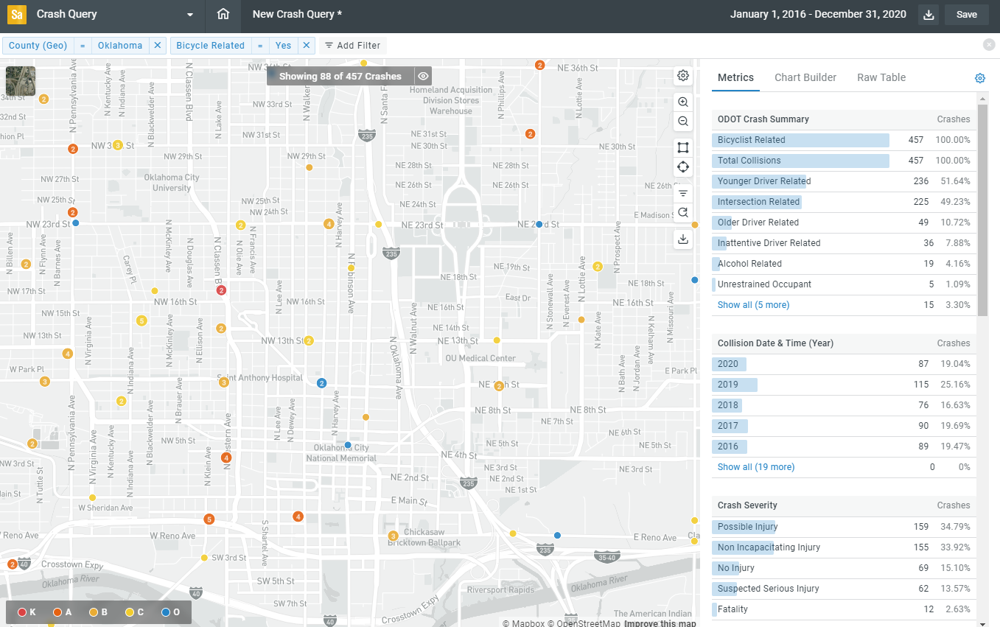 Sa Crash Query New Crash Query * January 1, 2016 - December 31, 2020 Save
County (Geo) = Oklahoma × Bicycle Related = Yes × Add Filter
Showing 88 of 457 Crashes
NE 36th St
Homeland Acquisition
Division Stores
Warehouse
34th St
2
N Pennsylvania Ave
N Kentucky Ave
N Indiana Ave
N Blackwelder Ave
N Classen Blvd
N Lake Ave
N Phillips Ave
N Lottie Ave
NW 33rd St
32nd St
NW 31st St
NE 31st St
NE 30th St
NE 30th St
235
NW 29th St
NW 29th St
NE 28th St
NE 28th St
NW 27th St
Oklahoma City
University
NE 26th St
NE 26th St
NW 25th St
NW 25th St
NW 24th St
NE 24th St
NW 23rd St
NE 23rd St
N Billen Ave
N Flynn Ave
N Barnes Ave
Carey Pl
N McKinley Ave
N Douglas Ave
N Olie Ave
N Francis Ave
N Harvey Ave
N Robinson Ave
235
NE 19th St
NE 18th St
NE 18th St
N Prospect Ave
N Lottie Ave
NW 17th St
NW 16th St
NW 16th St
NE 16th St
NE 16th St
East Dr
N Lee Ave
N Walnut Ave
N Stonewall Ave
N Everest Ave
N Kate Ave
N Kelham Ave
N Missouri Ave
NW 15th St
NE 14th St
NW 13th St
NW 13th St
NE 13th St
N Virginia Ave
N McKinley Ave
N Ellison Ave
N Oklahoma Ave
OU Medical Center
W Park Pl
E Park Pl
N Indiana Ave
Saint Anthony Hospital
N Bath Ave
N Jordan Ave
N Brauer Ave
N Pennsylvania Ave
N Blackwelder Ave
N Lee Ave
N Dewey Ave
N Harvey Ave
NE 8th St
NE 8th St
NE 7th St
NE 6th St
NW 5th St
NE 5th St
NE 5th St
N Virginia Ave
N Kentucky Ave
Oklahoma City
National Memorial
NE 4th St
NW 3rd St
NE 3rd St
NE 3rd St
N Tuttle St
N Indiana Ave
N Klein Ave
NE 2nd St
NE 2nd St
NE 1st St
235
E Main St
W Sheridan Ave
W Reno Ave
W Reno Ave
S Shartel Ave
Chickasaw
Bricktown Ballpark
E Reno Ave
235
35-40
SW 3rd St
Crosstown Expy
40
Oklahoma River
SW 5th St
40
Riversport Rapids
Oklahoma River
SW 7th St
Crosstown Expy
40
The American Indian
K A B C O
© Mapbox © OpenStreetMap Improve this map
Metrics Chart Builder Raw Table
ODOT Crash Summary Crashes
Bicyclist Related 457 100.00%
Total Collisions 457 100.00%
Younger Driver Related 236 51.64%
Intersection Related 225 49.23%
Older Driver Related 49 10.72%
Inattentive Driver Related 36 7.88%
Alcohol Related 19 4.16%
Unrestrained Occupant 5 1.09%
Show all (5 more) 15 3.30%
Collision Date & Time (Year) Crashes
2020 87 19.04%
2019 115 25.16%
2018 76 16.63%
2017 90 19.69%
2016 89 19.47%
Show all (19 more) 0 0%
Crash Severity Crashes
Possible Injury 159 34.79%
Non Incapacitating Injury 155 33.92%
No Injury 69 15.10%
Suspected Serious Injury 62 13.57%
Fatality 12 2.63%